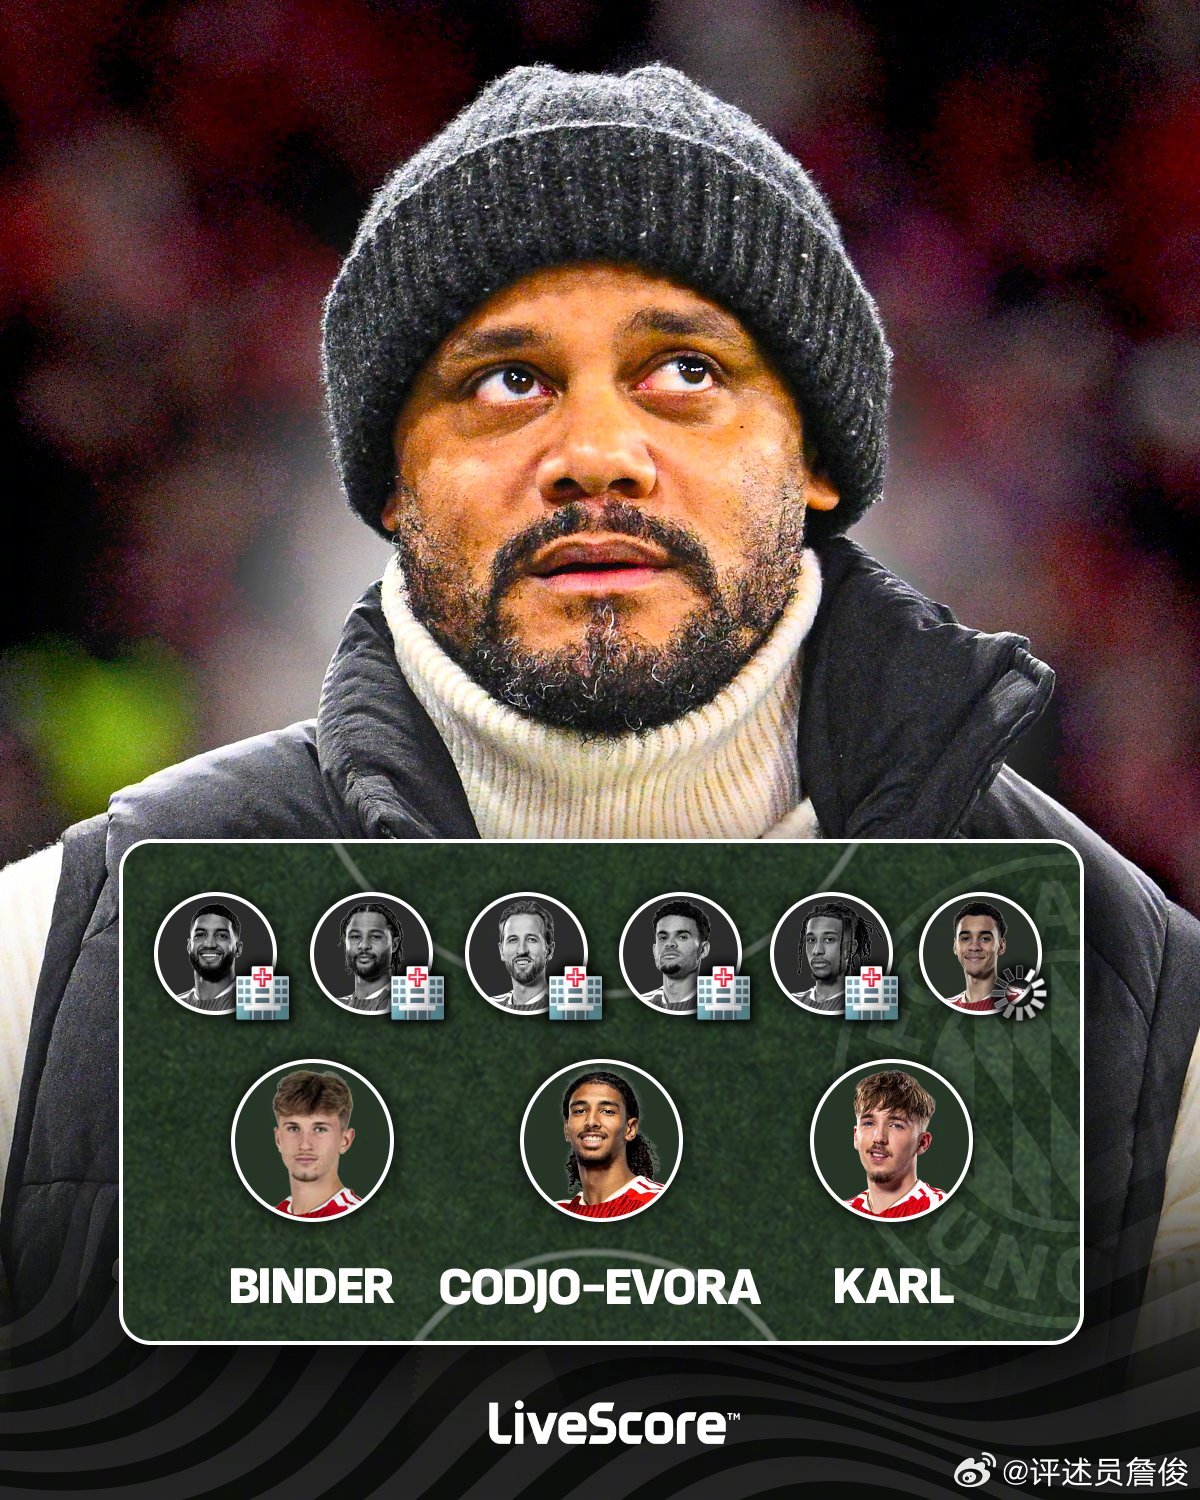 BINDER CODJO-EVORA KARL
LiveScore™
@评述员詹俊